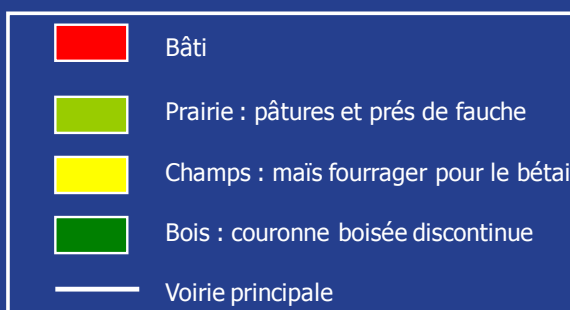 Bâti
Prairie : pâtures et prés de fauche
Champs : maïs fourrager pour le bétai
Bois : couronne boisée discontinue
Voirie principale